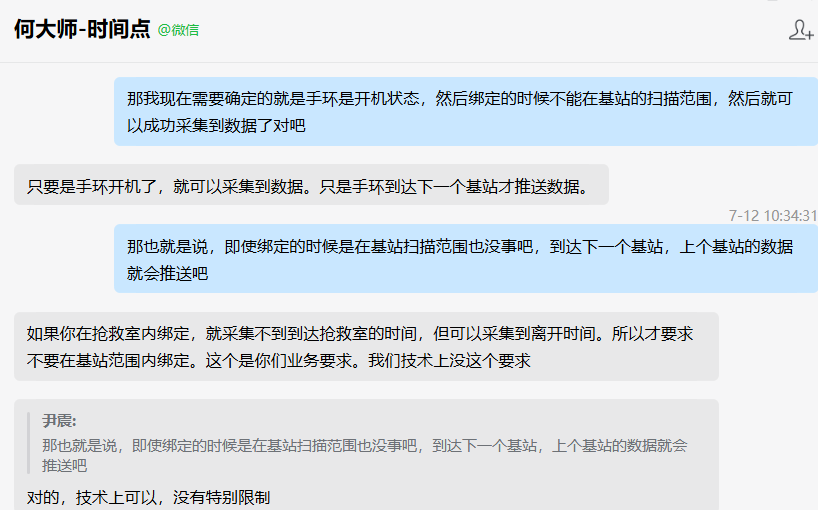 何大师-时间点 @微信
那我现在需要确定的就是手环是开机状态，然后绑定的时候不能在基站的扫描范围，然后就可
以成功采集到数据了对吧
只要是手环开机了，就可以采集到数据。只是手环到达下一个基站才推送数据。
7-12 10:34:31
那也就是说，即使绑定的时候是在基站扫描范围也没事吧，到达下一个基站，上个基站的数据
就会推送吧
如果你在抢救室内绑定，就采集不到到达抢救室的时间，但可以采集到离开时间。所以才要求
不要在基站范围内绑定。这个是你们业务要求。我们技术上没这个要求
尹震:
那也就是说，即使绑定的时候是在基站扫描范围也没事吧，到达下一个基站，上个基站的数据就会
推送吧
对的，技术上可以，没有特别限制